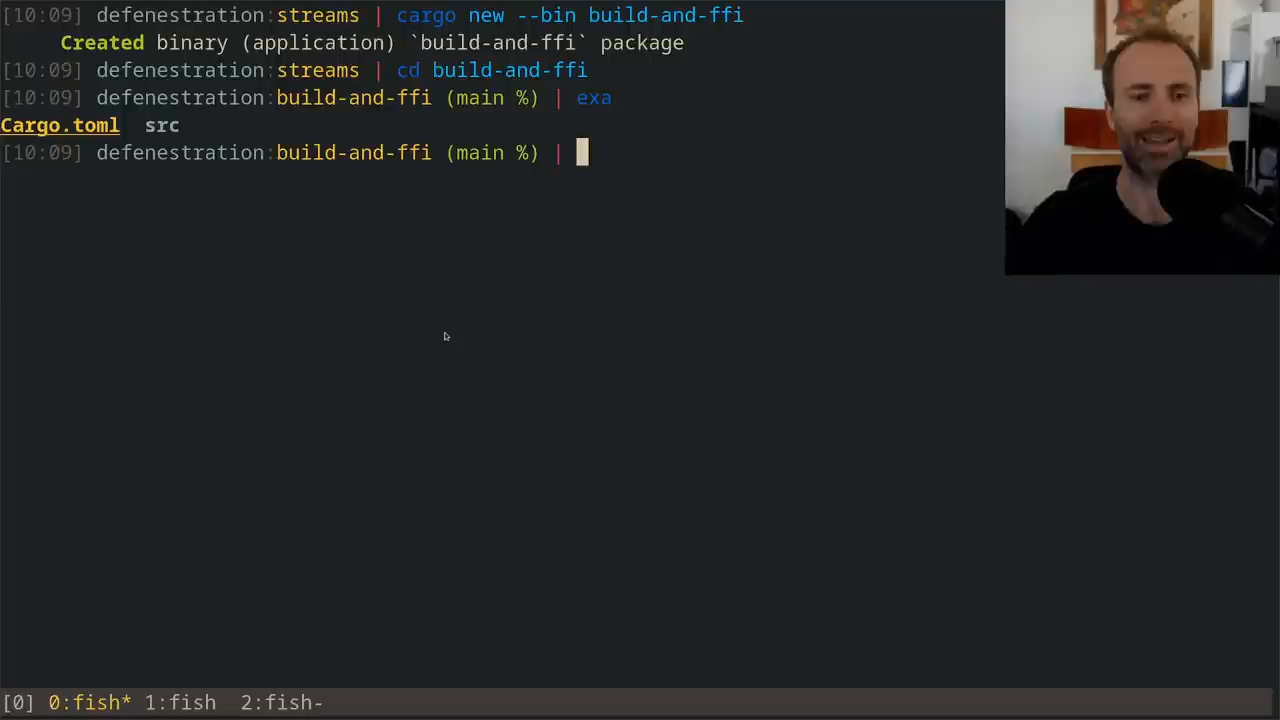 [10:09] defenestration:streams | cargo new --bin build-and-ffi
Created binary (application) `build-and-ffi` package
[10:09] defenestration:streams | cd build-and-ffi
[10:09] defenestration:build-and-ffi (main %) | exa
Cargo.toml  src
[10:09] defenestration:build-and-ffi (main %) |
[0] 0:fish* 1:fish  2:fish-